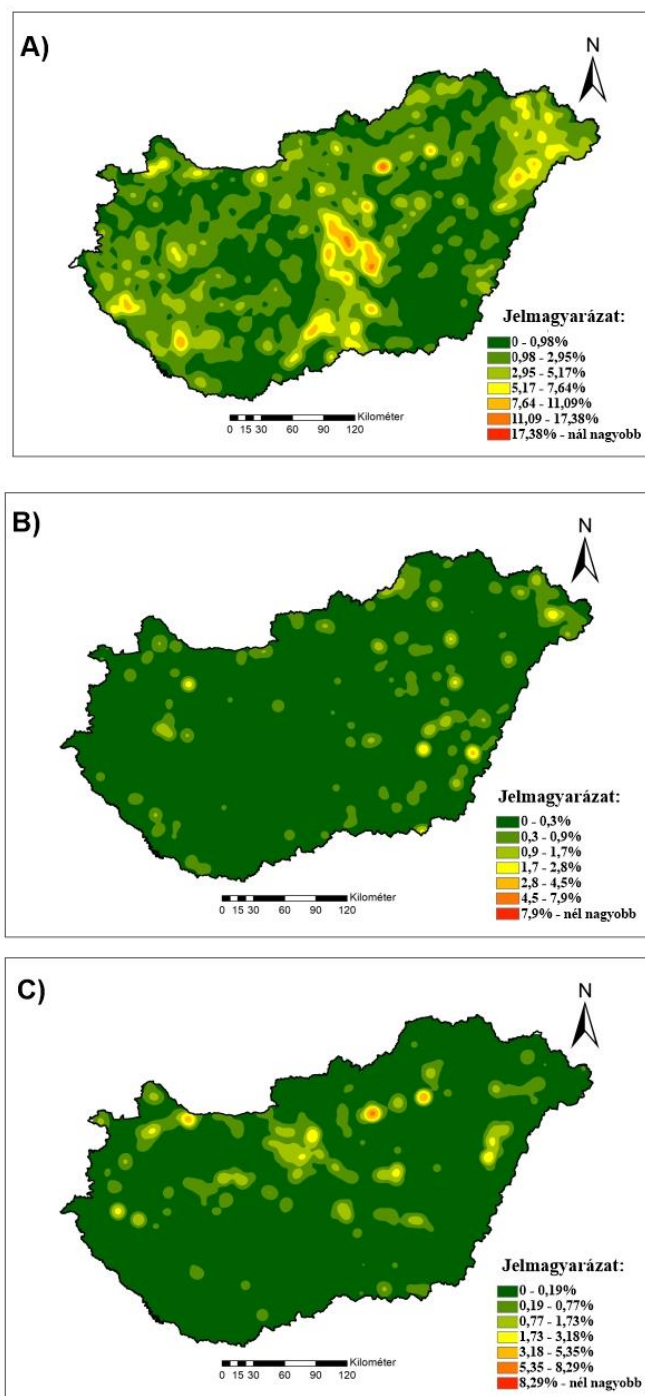 A)
N
Jelmagyarázat:
0 - 0,98%
0,98 - 2,95%
2,95 - 5,17%
5,17 - 7,64%
7,64 - 11,09%
11,09 - 17,38%
17,38% - nál nagyobb
Kilométer
0 15 30 60 90 120
B)
N
Jelmagyarázat:
0 - 0,3%
0,3 - 0,9%
0,9 - 1,7%
1,7 - 2,8%
2,8 - 4,5%
4,5 - 7,9%
7,9% - nél nagyobb
Kilométer
0 15 30 60 90 120
C)
N
Jelmagyarázat:
0 - 0,19%
0,19 - 0,77%
0,77 - 1,73%
1,73 - 3,18%
3,18 - 5,35%
5,35 - 8,29%
8,29% - nél nagyobb
Kilométer
0 15 30 60 90 120